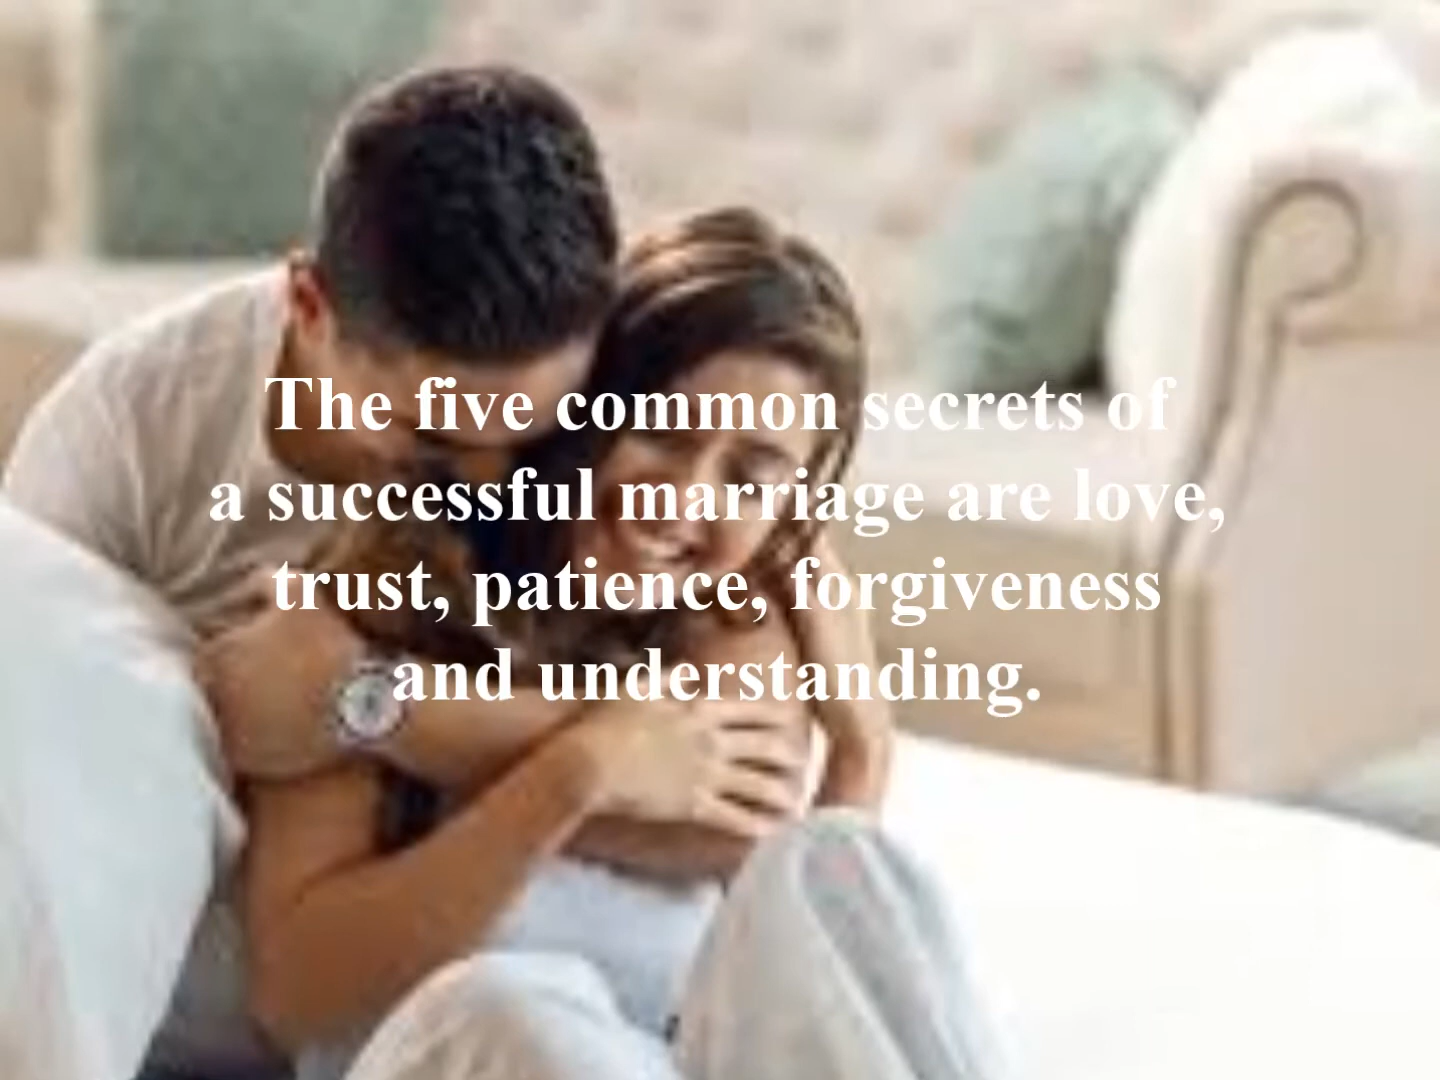 The five common secrets of
a successful marriage are love,
trust, patience, forgiveness
and understanding.